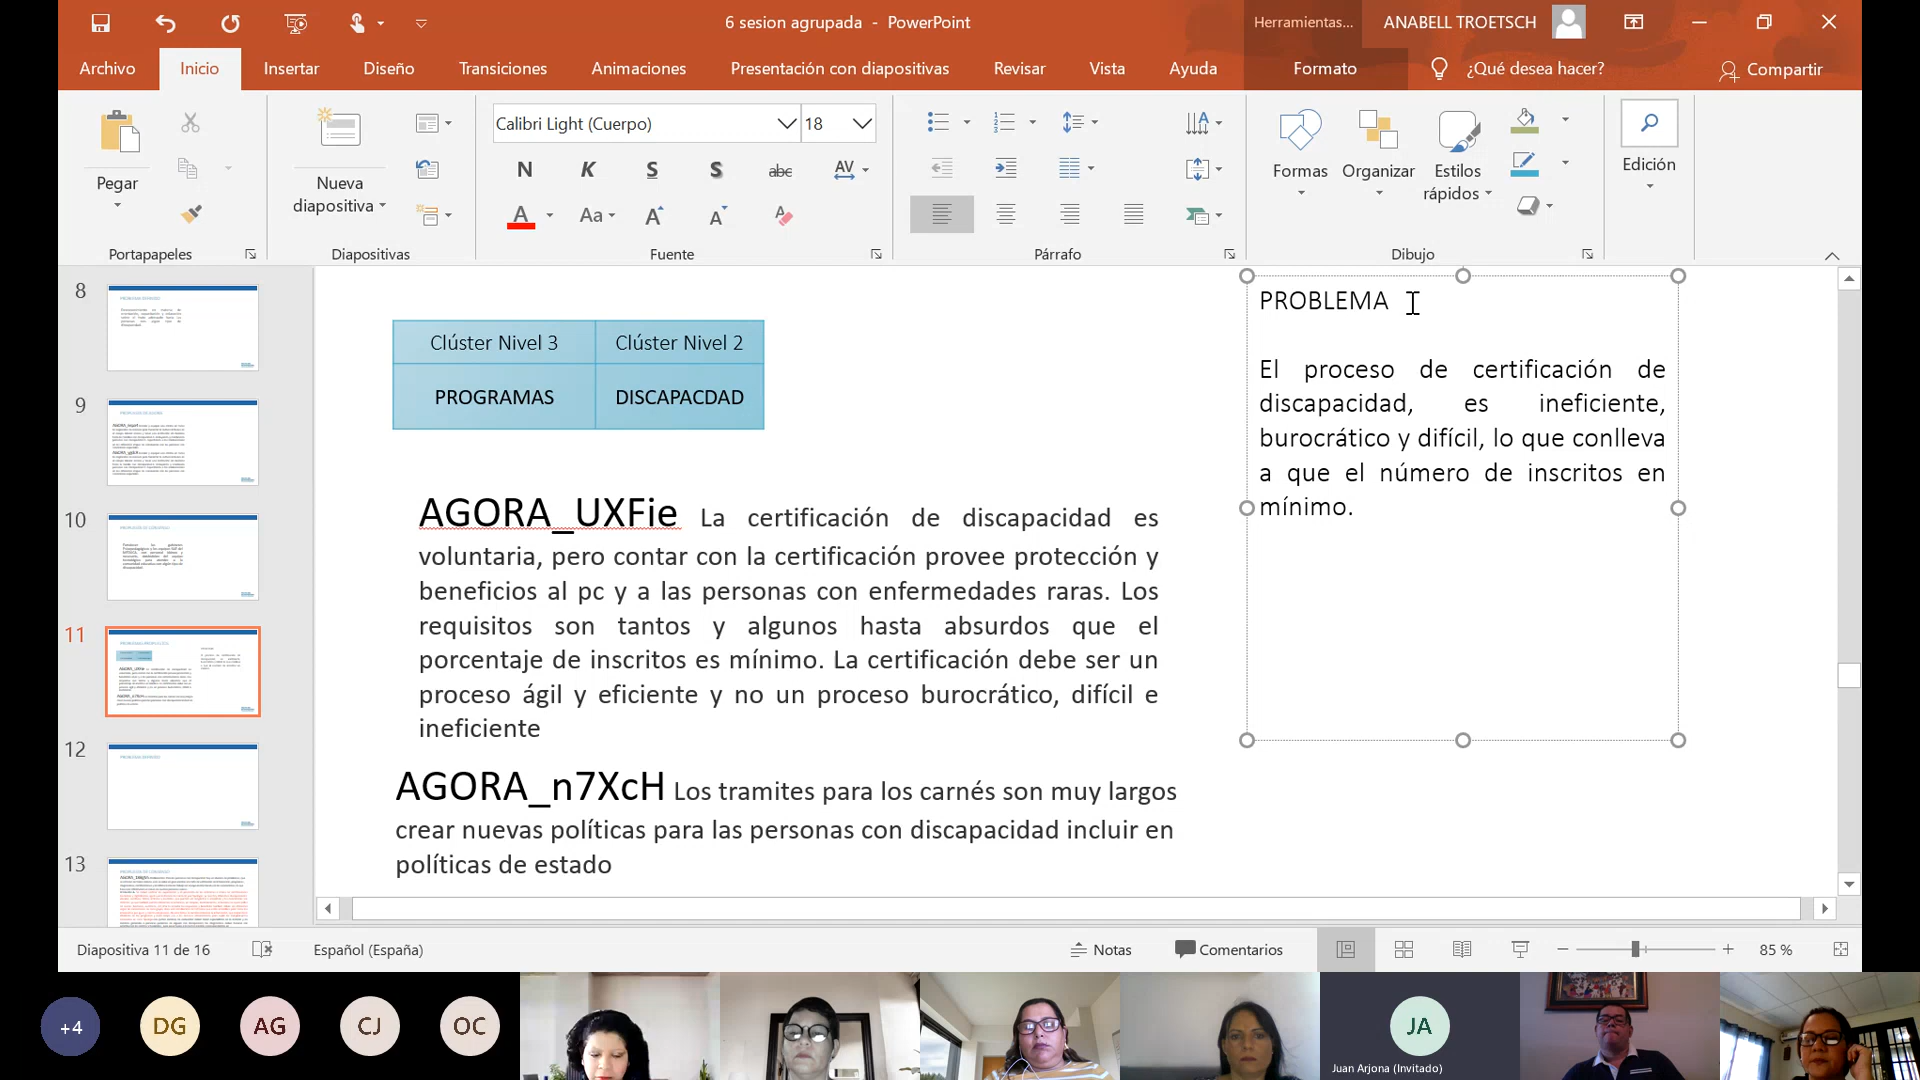 6 sesion agrupada - PowerPoint
Herramientas...
ANABELL TROETSCH
Archivo Inicio Insertar Diseño Transiciones Animaciones Presentación con diapositivas Revisar Vista Ayuda Formato ¿Qué desea hacer? Compartir
Calibri Light (Cuerpo) 18
Pegar
Nueva
diapositiva
N K S S abc AV
A Aa A A
Formas Organizar Estilos
rápidos
Edición
Portapapeles Diapositivas Fuente Párrafo Dibujo
8
9
10
11
12
13
Clúster Nivel 3 Clúster Nivel 2
PROGRAMAS DISCAPACDAD
AGORA_UXFie La certificación de discapacidad es
voluntaria, pero contar con la certificación provee protección y
beneficios al pc y a las personas con enfermedades raras. Los
requisitos son tantos y algunos hasta absurdos que el
porcentaje de inscritos es mínimo. La certificación debe ser un
proceso ágil y eficiente y no un proceso burocrático, difícil e
ineficiente
AGORA_n7XcH Los tramites para los carnés son muy largos
crear nuevas políticas para las personas con discapacidad incluir en
políticas de estado
PROBLEMA
El proceso de certificación de
discapacidad, es ineficiente,
burocrático y difícil, lo que conlleva
a que el número de inscritos en
mínimo.
Diapositiva 11 de 16 Español (España) Notas Comentarios 85 %
+4 DG AG CJ OC JA
Juan Arjona (Invitado)